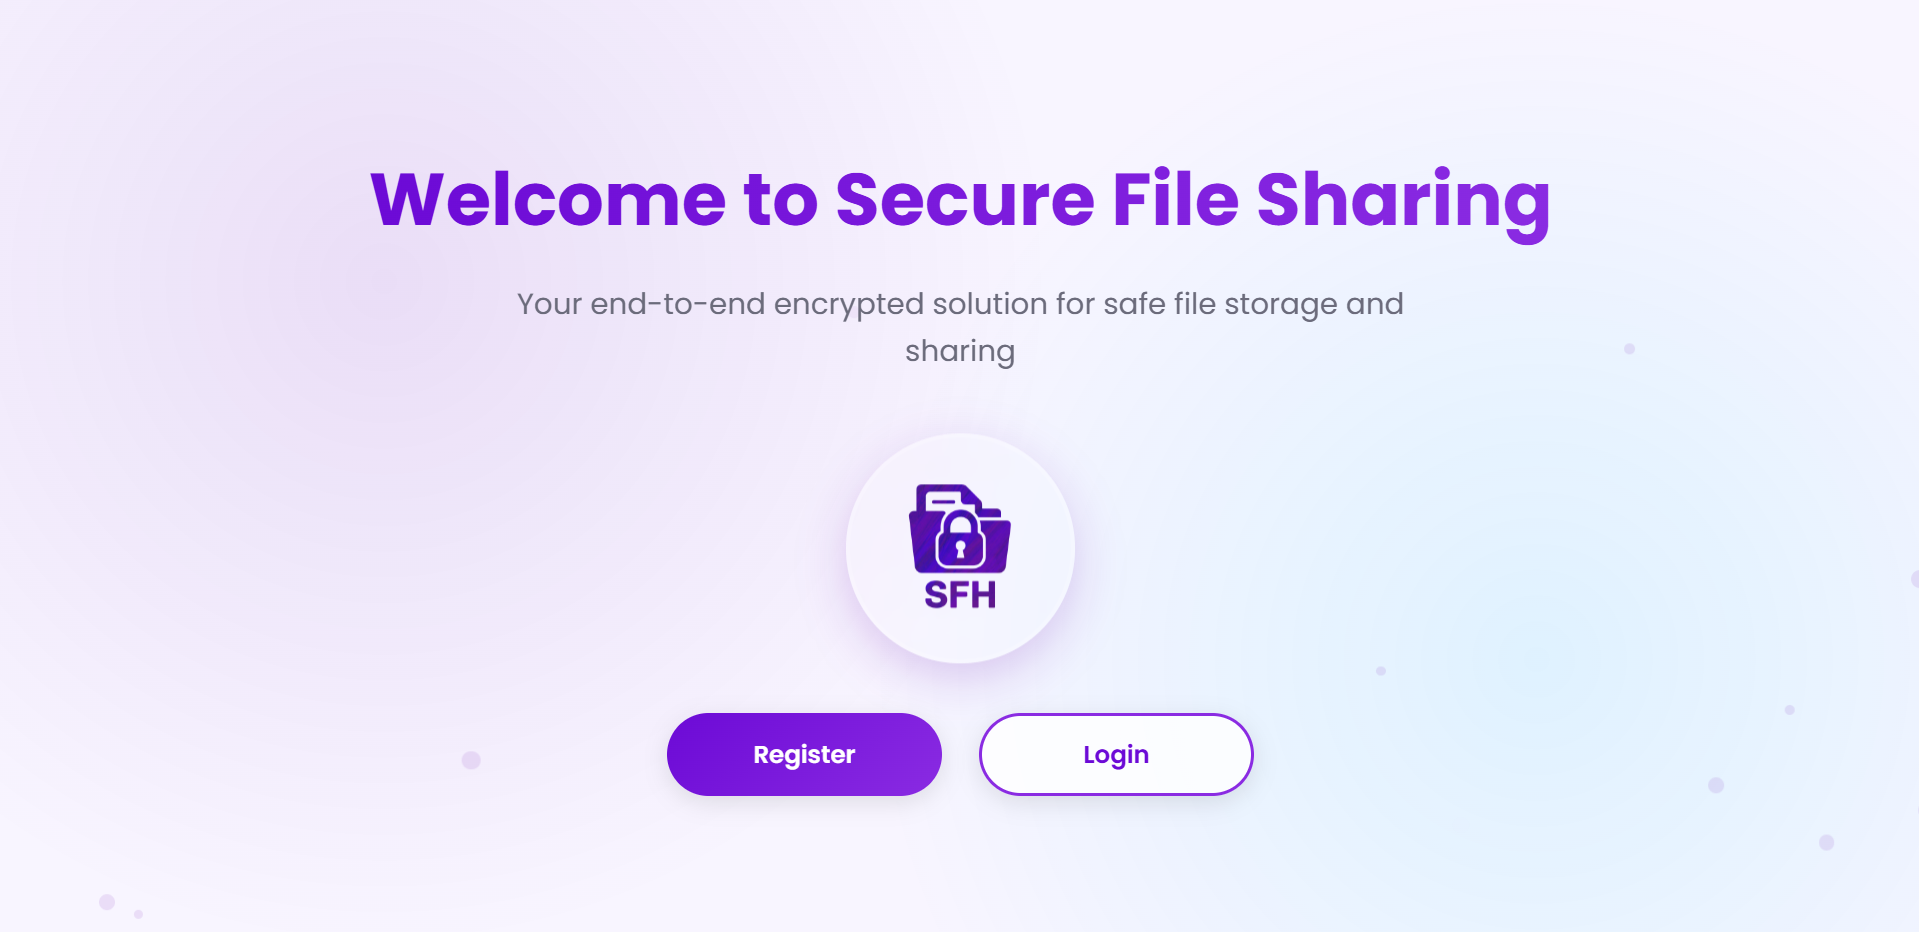 Welcome to Secure File Sharing
Your end-to-end encrypted solution for safe file storage and
sharing
SFH
Register
Login